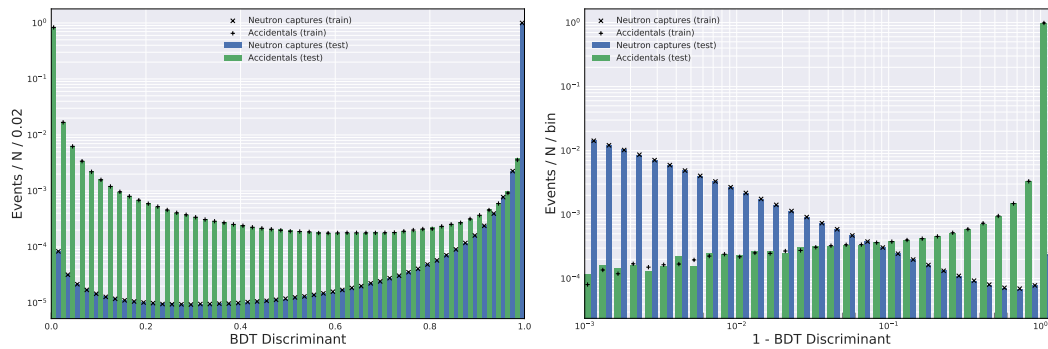 Neutron captures (train)
Accidentals (train)
Neutron captures (test)
Accidentals (test)
Events / N / 0.02
10⁰
10⁻¹
10⁻²
10⁻³
10⁻⁴
10⁻⁵
0.0 0.2 0.4 0.6 0.8 1.0
BDT Discriminant
Neutron captures (train)
Accidentals (train)
Neutron captures (test)
Accidentals (test)
Events / N / bin
10⁰
10⁻¹
10⁻²
10⁻³
10⁻⁴
10⁻³ 10⁻² 10⁻¹ 10⁰
1 - BDT Discriminant